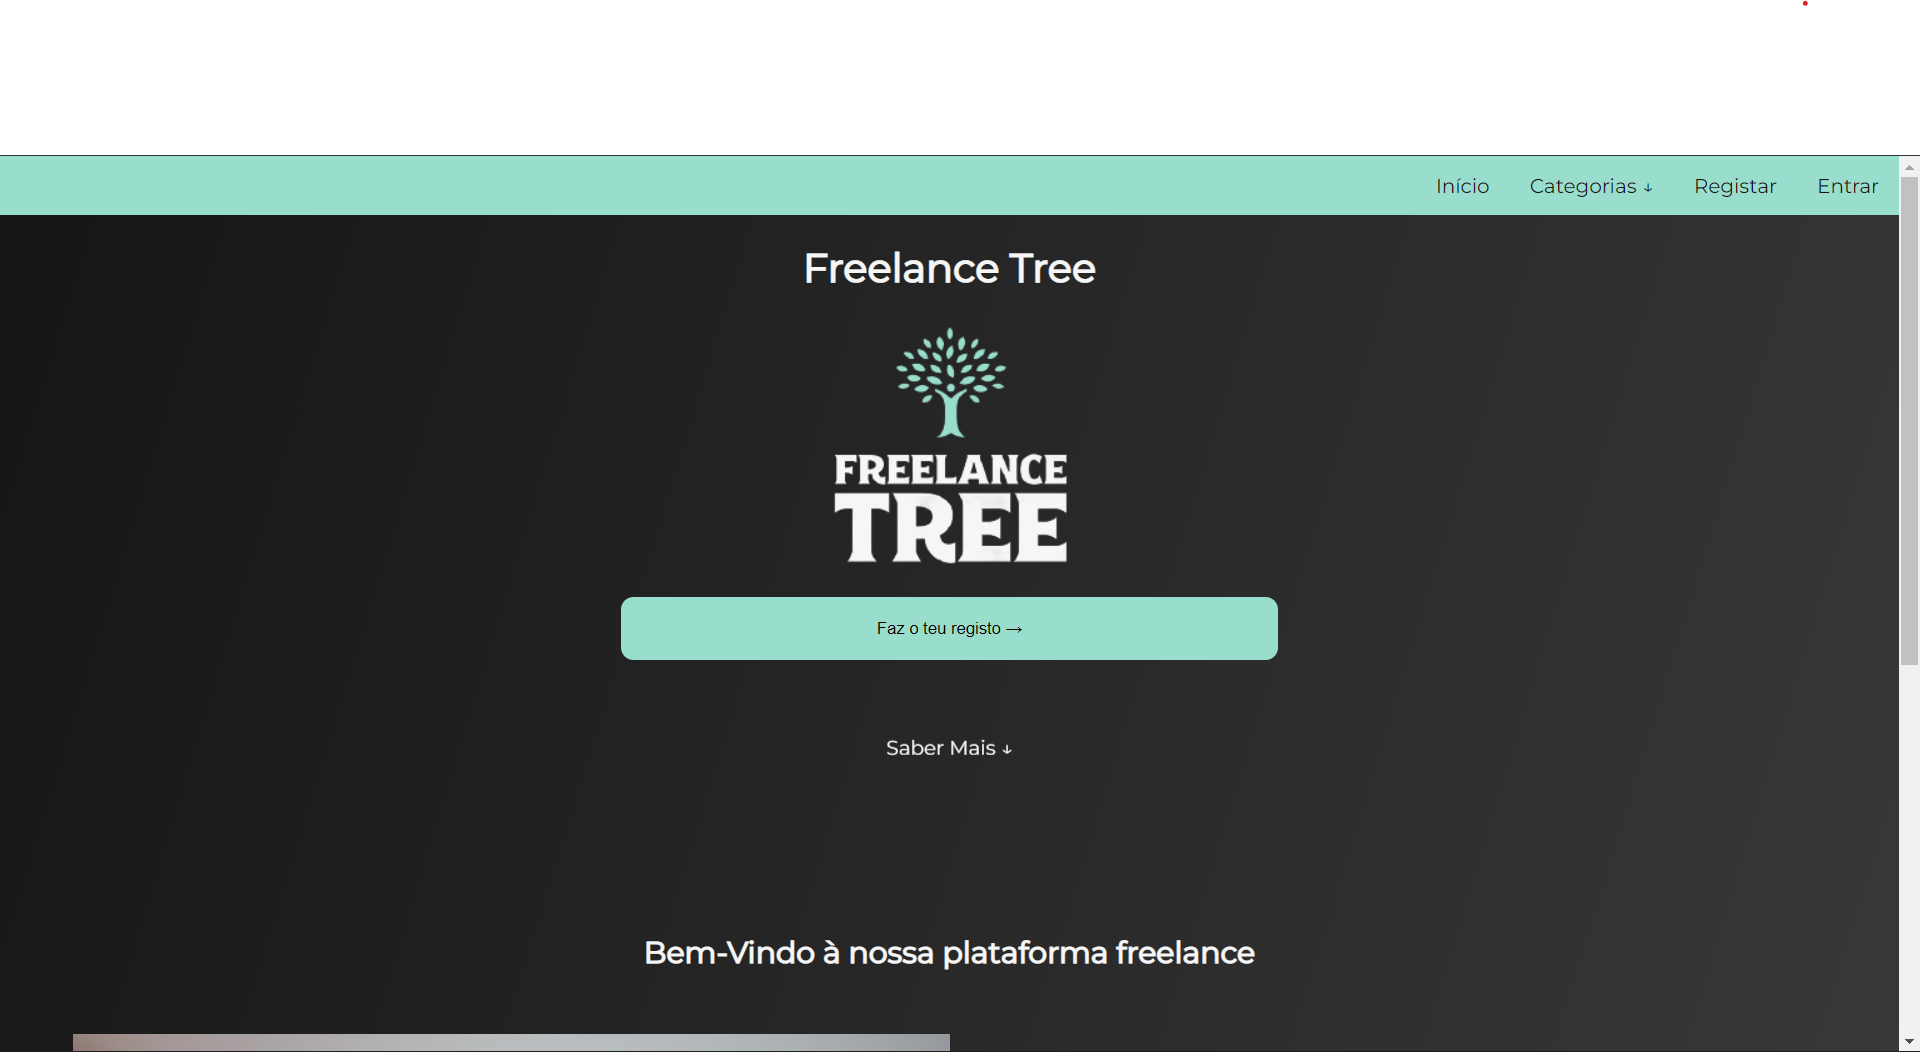 Início Categorias ↓ Registar Entrar
Freelance Tree
FREELANCE
TREE
Faz o teu registo →
Saber Mais ↓
Bem-Vindo à nossa plataforma freelance